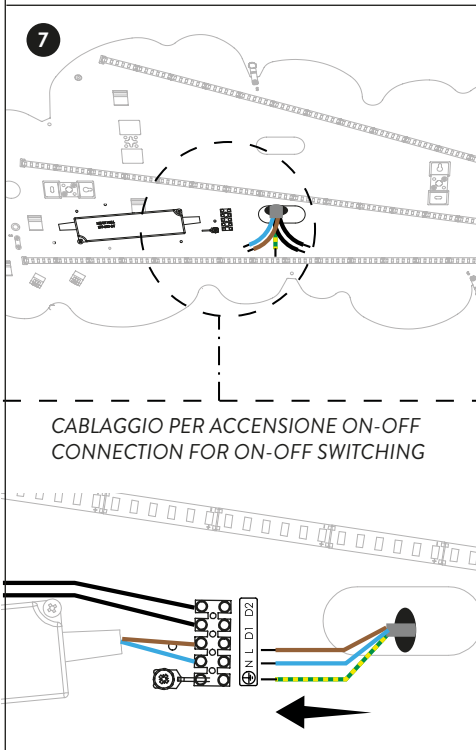 7
CABLAGGIO PER ACCENSIONE ON-OFF
CONNECTION FOR ON-OFF SWITCHING
N L D1 D2